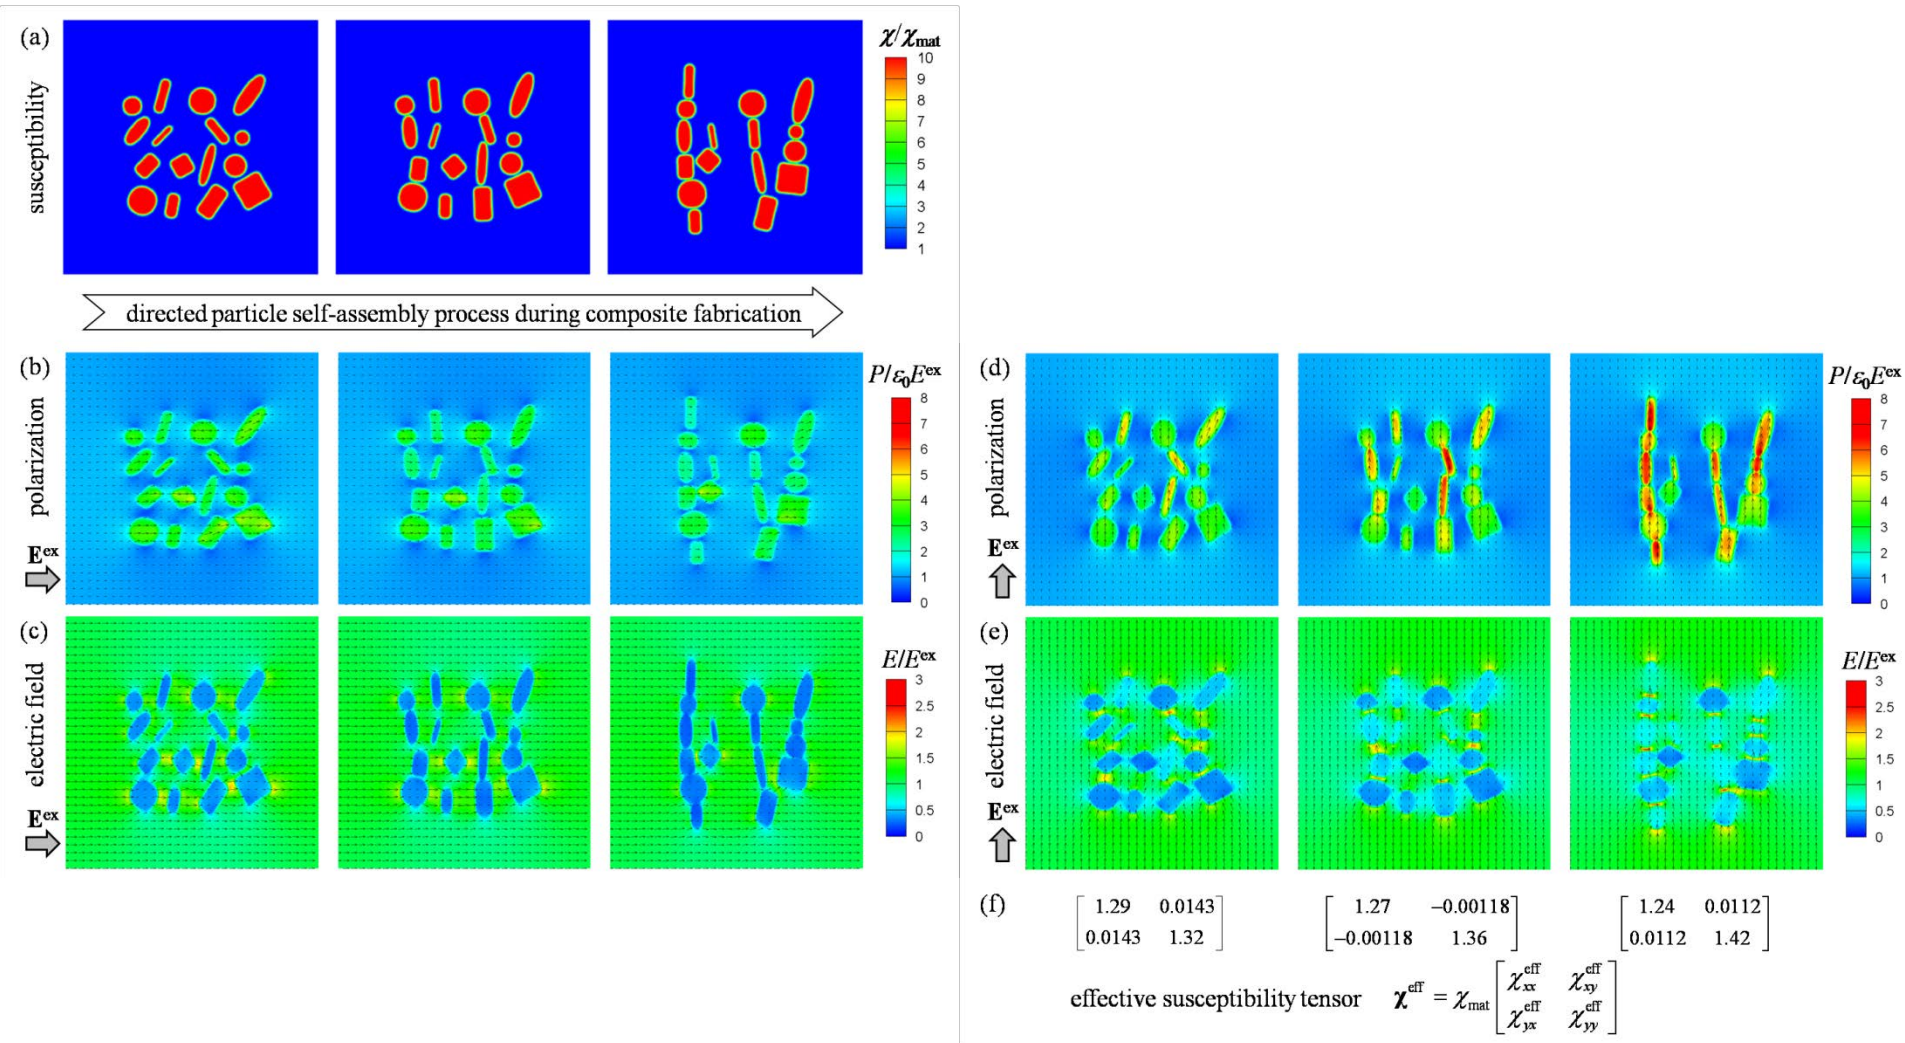 (a)
susceptibility
χ/χmat
10
9
8
7
6
5
4
3
2
1
directed particle self-assembly process during composite fabrication
(b)
polarization
Eex
P/ε0Eex
8
7
6
5
4
3
2
1
0
(c)
electric field
Eex
E/Eex
3
2.5
2
1.5
1
0.5
0
(d)
polarization
Eex
P/ε0Eex
8
7
6
5
4
3
2
1
0
(e)
electric field
Eex
E/Eex
3
2.5
2
1.5
1
0.5
0
(f)
1.29 0.0143 1.27 −0.00118 1.24 0.0112
0.0143 1.32 −0.00118 1.36 0.0112 1.42
effective susceptibility tensor χeff = χmat
χxxeff χxyeff
χyxeff χyyeff